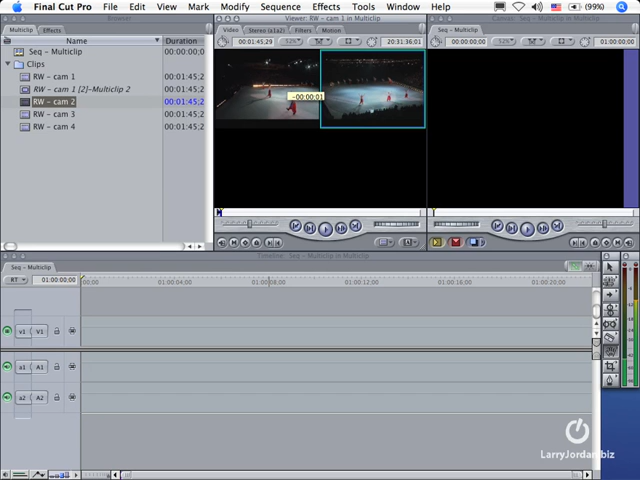 Final Cut Pro File Edit View Mark Modify Sequence Effects Tools Window Help (99%)
Browser
Viewer: RW – cam 1 in Multiclip
Canvas: Seq – Multiclip in Multiclip
Multiclip Effects
Video Stereo (a1a2) Filters Motion
Seq – Multiclip
Name Duration
00:01:45;29
20:31:36;01
00:00:00;00
01:00:00;00
Seq – Multiclip 00:00:00;0
Clips
RW – cam 1 00:01:45;2
RW – cam 1 [2]–Multiclip 2 00:01:45;2
RW – cam 2 00:01:45;2
RW – cam 3 00:01:45;2
RW – cam 4 00:01:45;2
-00:00:01
Timeline: Seq – Multiclip in Multiclip
Seq – Multiclip
RT 01:00:00;00 00;00 01:00:04;00 01:00:08;00 01:00:12;00 01:00:16;00 01:00:20;00
v1 V1
a1 A1
a2 A2
LarryJordan.biz